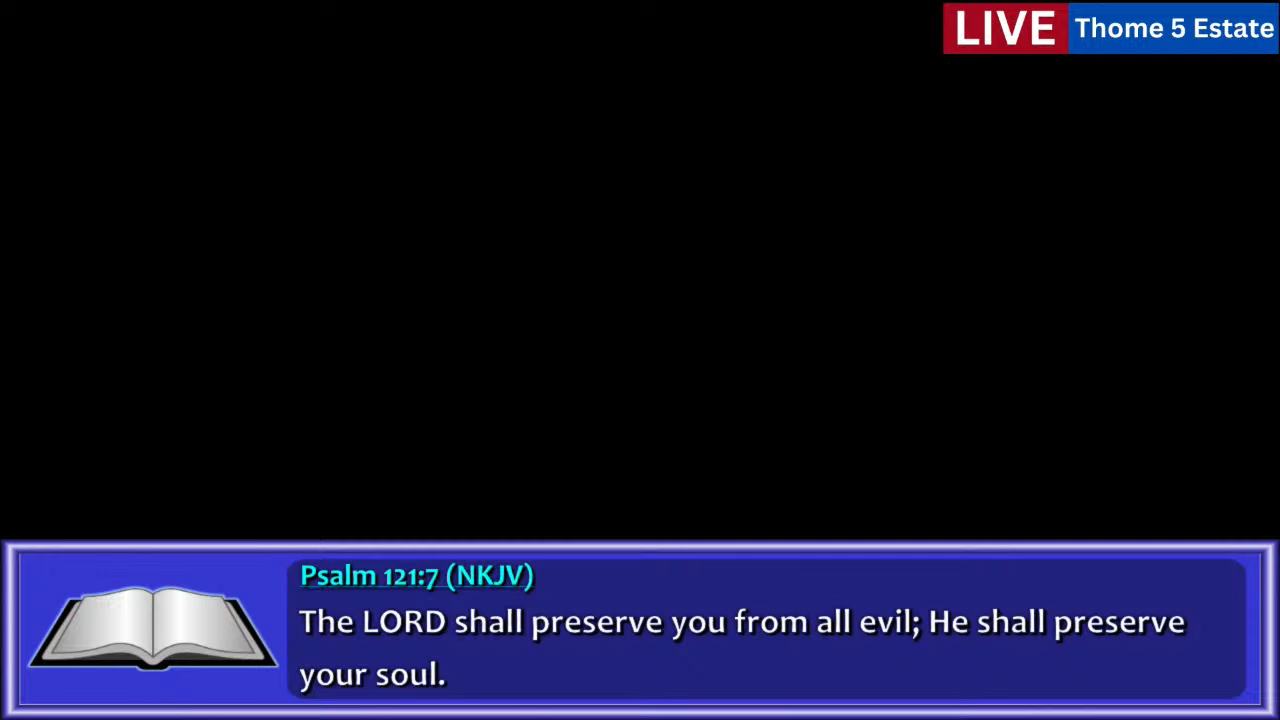 LIVE Thome 5 Estate
Psalm 121:7 (NKJV)
The LORD shall preserve you from all evil; He shall preserve
your soul.